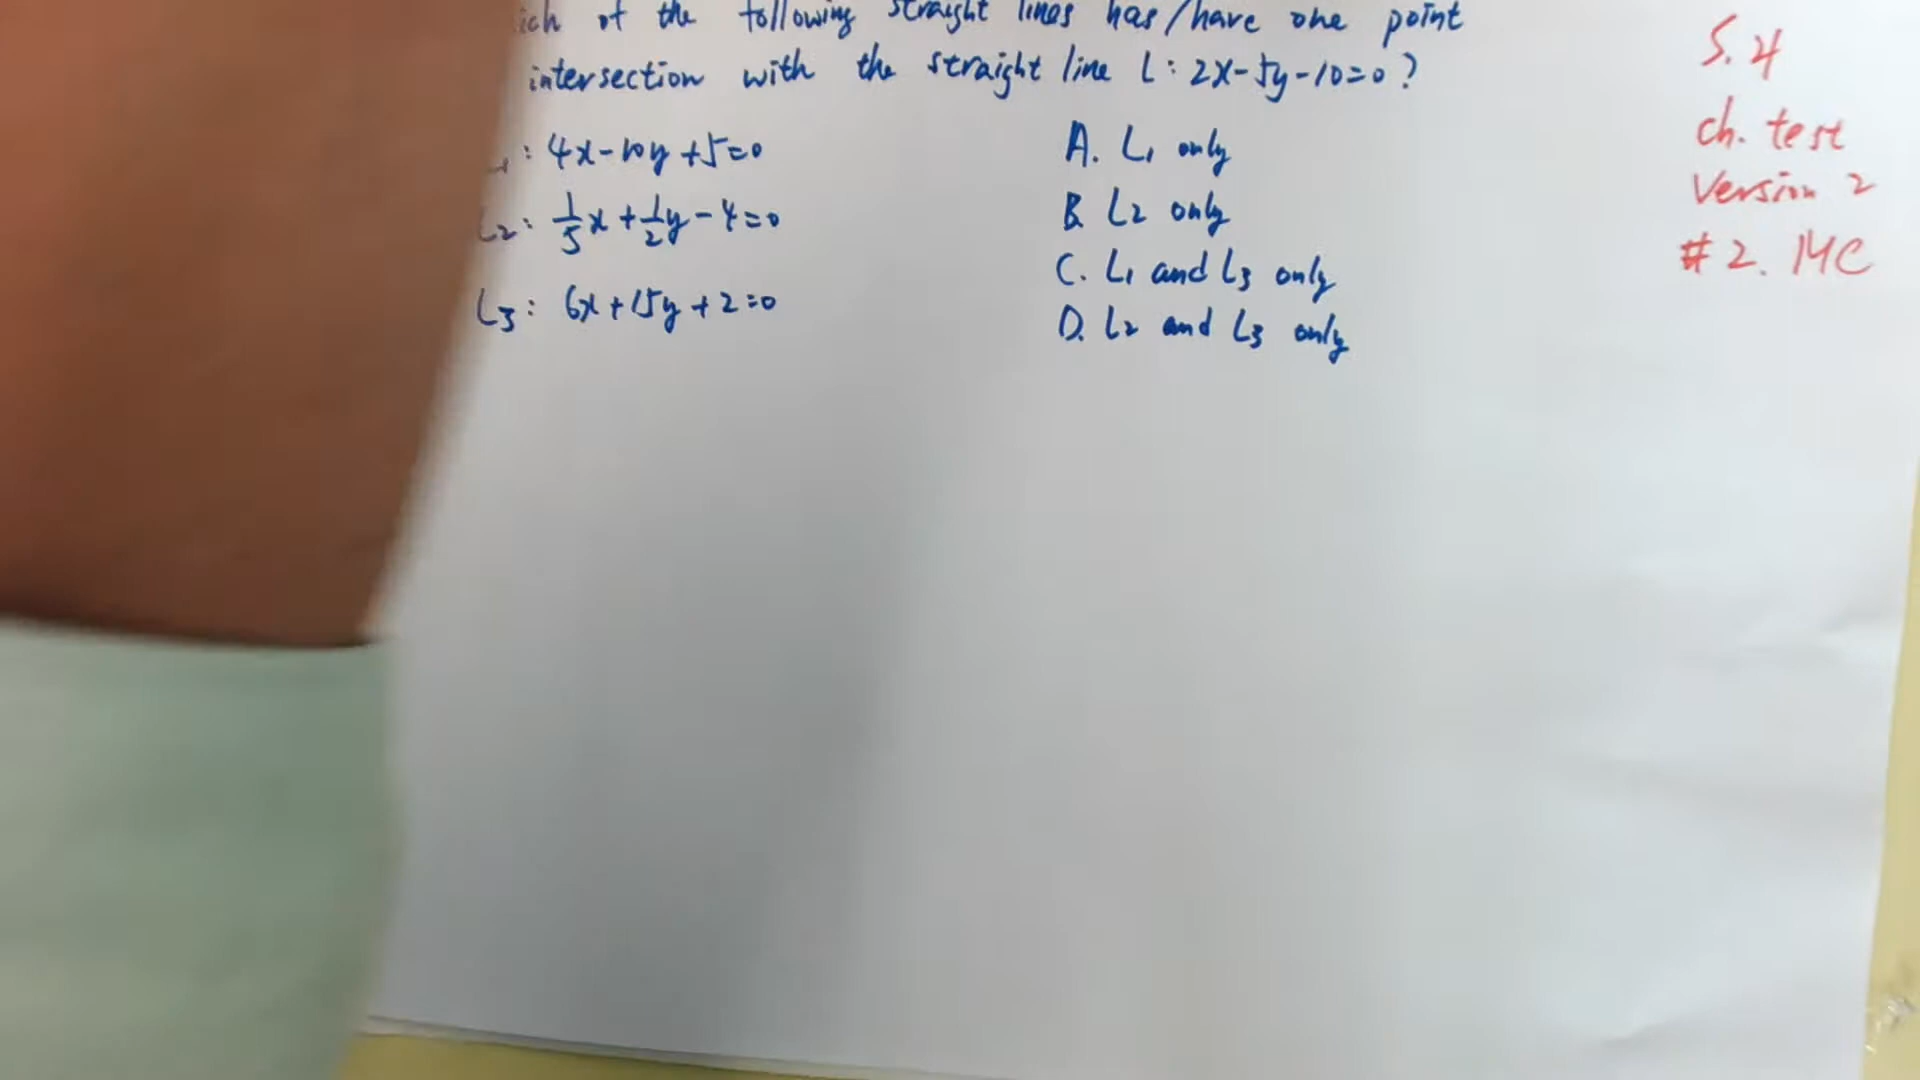 of the following straight lines has/have one point
intersection with the straight line L: 2x-5y-10=0?
: 4x-10y+5=0
L2: 1/5x+1/2y-4=0
L3: 6x+15y+2=0
A. L1 only
B. L2 only
C. L1 and L3 only
D. L2 and L3 only
S.4
ch. test
Version 2
#2. MC